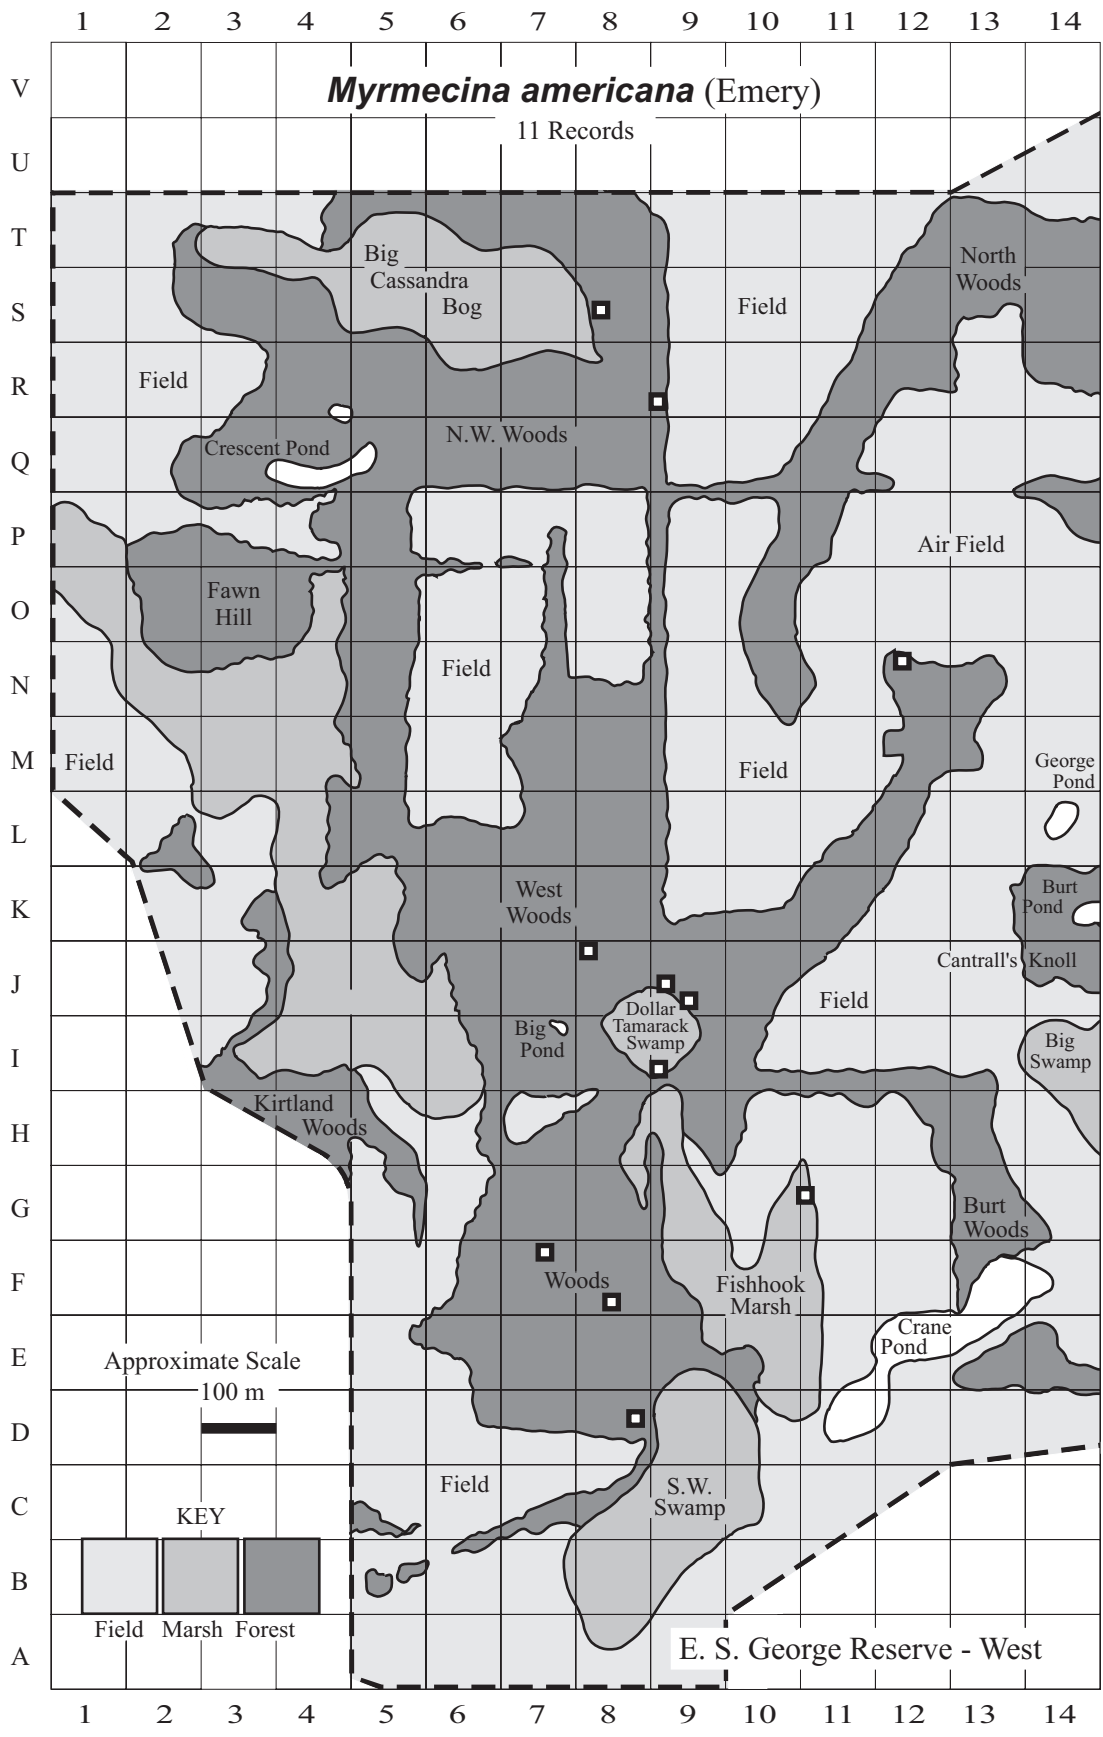 1 2 3 4 5 6 7 8 9 10 11 12 13 14
V
Myrmecina americana (Emery)
11 Records
U
T
Big
Cassandra
Bog
North
Woods
S
Field
R
Field
N.W. Woods
Crescent Pond
Q
P
Air Field
Fawn
Hill
O
Field
N
M
Field
Field
George
Pond
L
West
Woods
Burt
Pond
K
Cantrall's Knoll
J
Field
Dollar
Tamarack
Swamp
Big
Pond
Big
Swamp
I
Kirtland
Woods
H
G
Burt
Woods
Woods
Fishhook
Marsh
F
Crane
Pond
E
Approximate Scale
100 m
D
Field
S.W.
Swamp
C
KEY
B
Field Marsh Forest
A
E. S. George Reserve - West
1 2 3 4 5 6 7 8 9 10 11 12 13 14